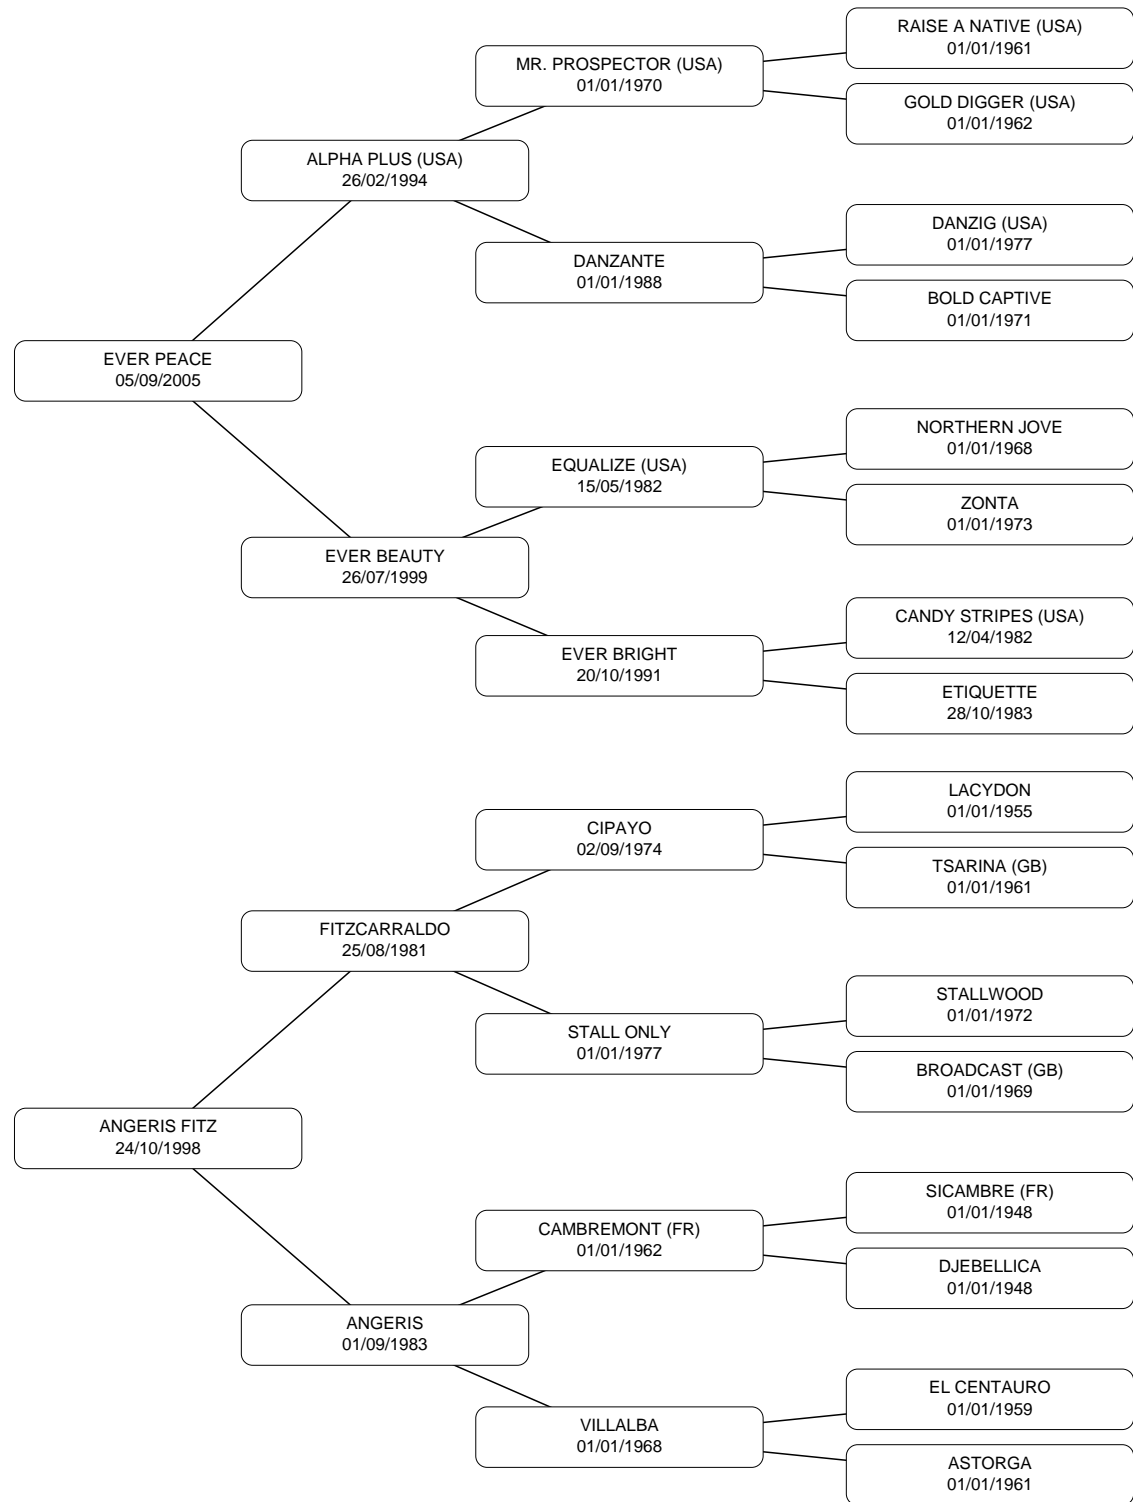 RAISE A NATIVE (USA)
01/01/1961
MR. PROSPECTOR (USA)
01/01/1970
GOLD DIGGER (USA)
01/01/1962
ALPHA PLUS (USA)
26/02/1994
DANZIG (USA)
01/01/1977
DANZANTE
01/01/1988
BOLD CAPTIVE
01/01/1971
EVER PEACE
05/09/2005
NORTHERN JOVE
01/01/1968
EQUALIZE (USA)
15/05/1982
ZONTA
01/01/1973
EVER BEAUTY
26/07/1999
CANDY STRIPES (USA)
12/04/1982
EVER BRIGHT
20/10/1991
ETIQUETTE
28/10/1983
LACYDON
01/01/1955
CIPAYO
02/09/1974
TSARINA (GB)
01/01/1961
FITZCARRALDO
25/08/1981
STALLWOOD
01/01/1972
STALL ONLY
01/01/1977
BROADCAST (GB)
01/01/1969
ANGERIS FITZ
24/10/1998
SICAMBRE (FR)
01/01/1948
CAMBREMONT (FR)
01/01/1962
DJEBELLICA
01/01/1948
ANGERIS
01/09/1983
EL CENTAURO
01/01/1959
VILLALBA
01/01/1968
ASTORGA
01/01/1961